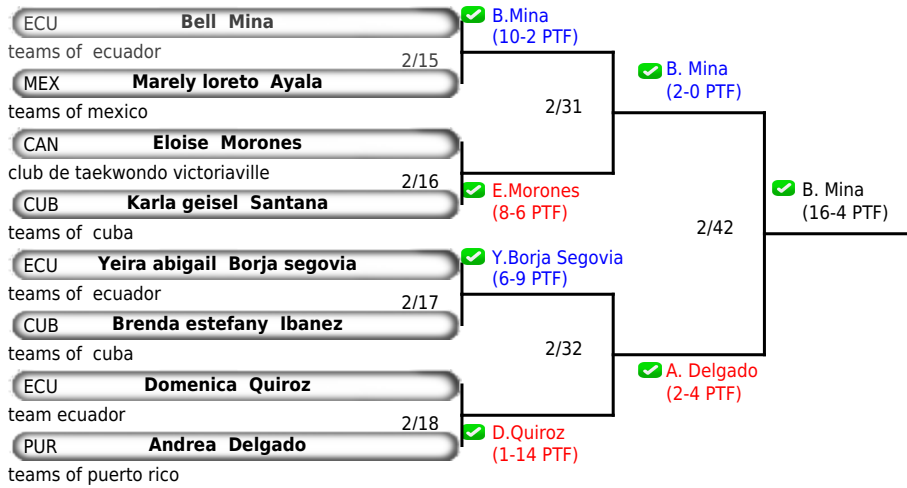 ECU Bell Mina
teams of ecuador
2/15
MEX Marely loreto Ayala
teams of mexico
CAN Eloise Morones
club de taekwondo victoriaville
2/16
CUB Karla geisel Santana
teams of cuba
ECU Yeira abigail Borja segovia
teams of ecuador
2/17
CUB Brenda estefany Ibanez
teams of cuba
ECU Domenica Quiroz
team ecuador
2/18
PUR Andrea Delgado
teams of puerto rico
B.Mina
(10-2 PTF)
2/31
E.Morones
(8-6 PTF)
Y.Borja Segovia
(6-9 PTF)
2/32
D.Quiroz
(1-14 PTF)
B. Mina
(2-0 PTF)
2/42
A. Delgado
(2-4 PTF)
B. Mina
(16-4 PTF)